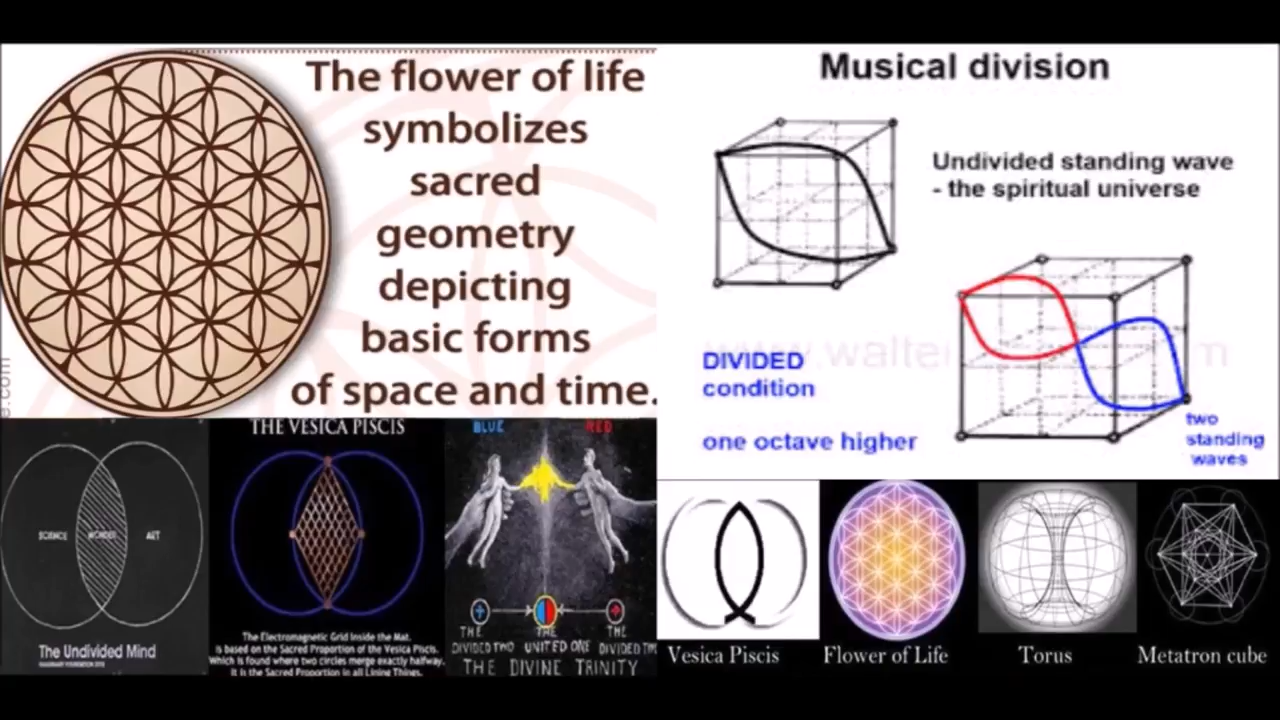 The flower of life
symbolizes
sacred
geometry
depicting
basic forms
of space and time.
Musical division
Undivided standing wave
- the spiritual universe
DIVIDED
condition
one octave higher
two
standing
waves
SCIENCE WONDER ART
The Undivided Mind
THE VESICA PISCIS
The Electromagnetic Grid Inside the Mat,
is based on the Sacred Proportion of the Vesica Piscis.
Which is found where two circles merge exactly halfway.
It is the Sacred Proportion in all Lining Things.
BLUE RED
THE THE THE
DIVIDED TWO UNITED ONE DIVIDED
THE DIVINE TRINITY
Vesica Piscis
Flower of Life
Torus
Metatron cube